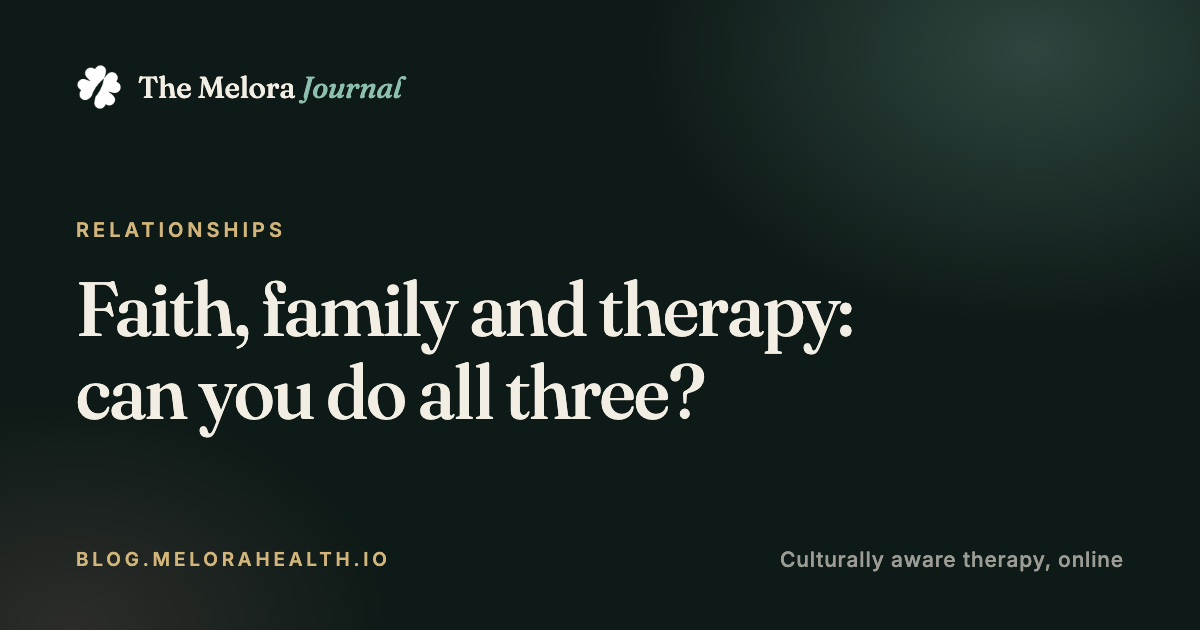 The Melora Journal
RELATIONSHIPS
Faith, family and therapy:
can you do all three?
BLOG.MELORAHEALTH.IO
Culturally aware therapy, online